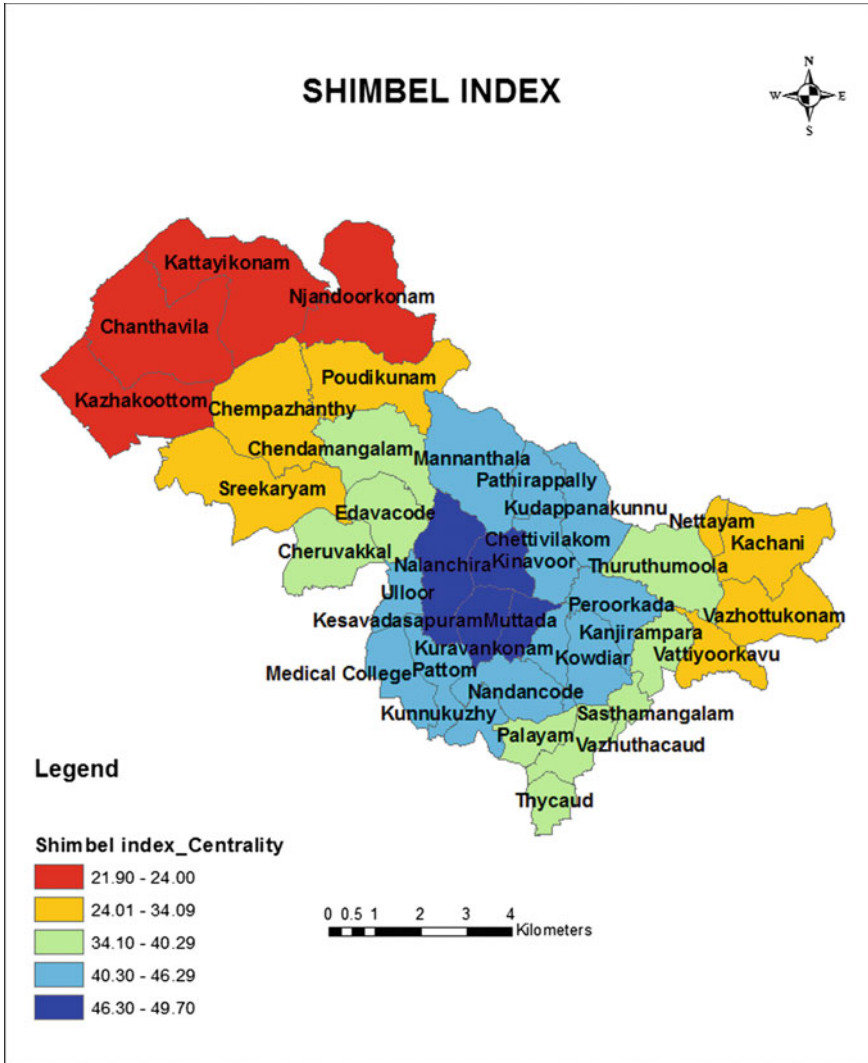 SHIMBEL INDEX
N
W E
S
Kattayikonam
Njandoorkonam
Chanthavila
Poudikunam
Kazhakoottom
Chempazhanthy
Chendamangalam
Mannanthala
Pathirappally
Sreekaryam
Kudappanakunnu
Edavacode
Nettayam
Chettivilakom
Kachani
Cheruvakkal
Kinavoor
Nalanchira
Thuruthumoola
Ulloor
Peroorkada
Vazhottukonam
Kesavadasapuram
Muttada
Kanjirampara
Kuravankonam
Vattiyoorkavu
Medical College
Pattom
Kowdiar
Nandancode
Kunnukuzhy
Sasthamangalam
Palayam
Vazhuthacaud
Thycaud
Legend
Shimbel index_Centrality
21.90 - 24.00
24.01 - 34.09
34.10 - 40.29
40.30 - 46.29
46.30 - 49.70
0 0.5 1 2 3 4
Kilometers